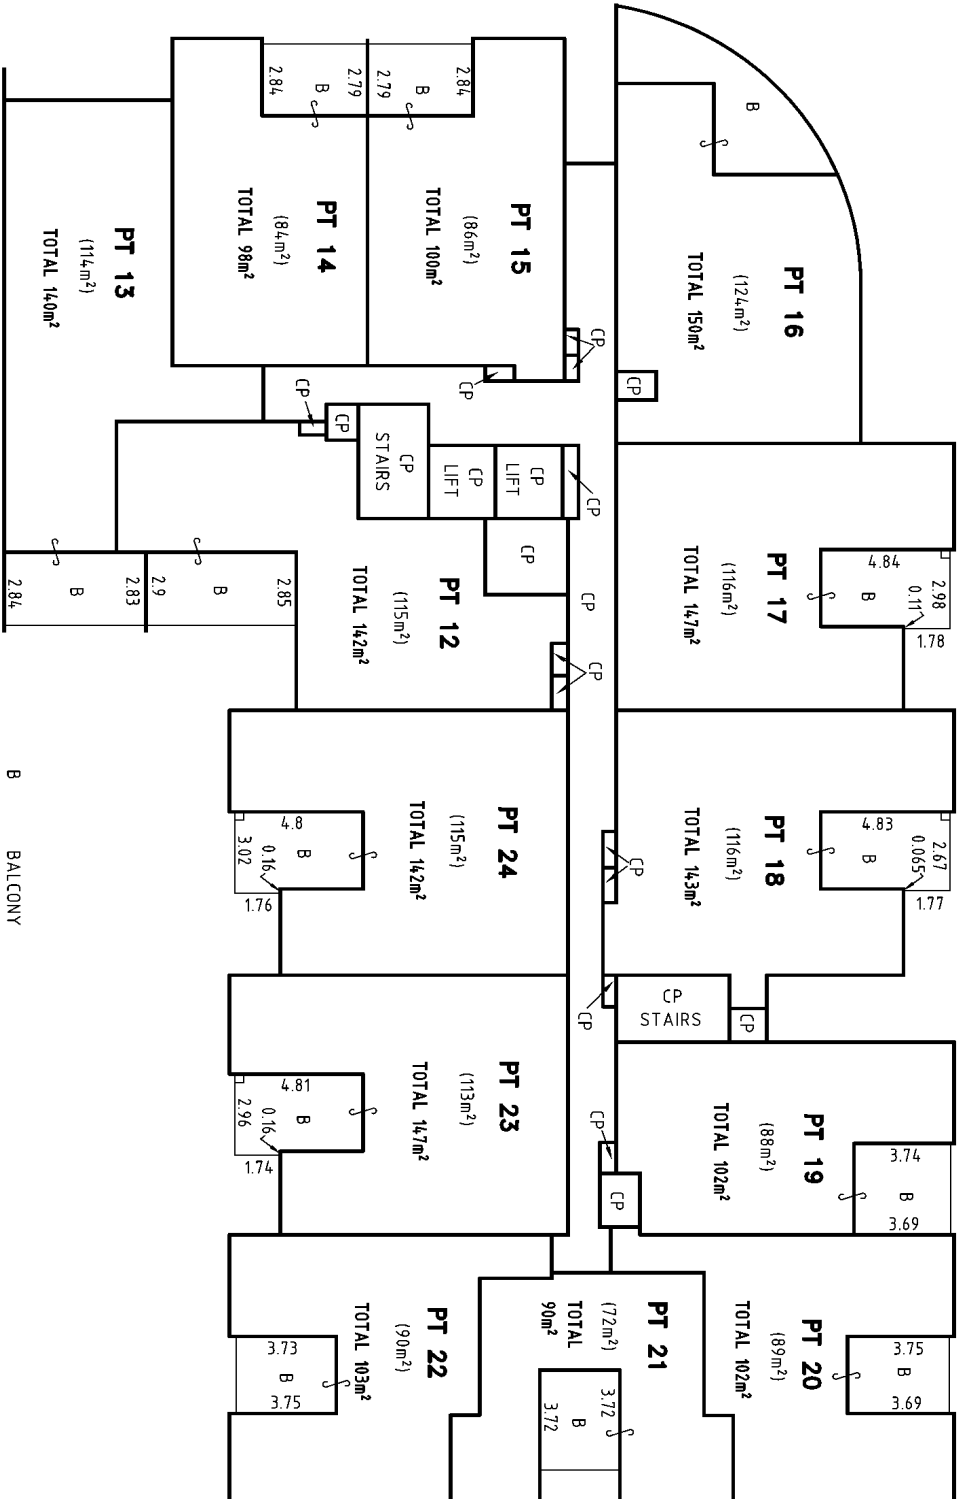 B
PT 16
(124m²)
TOTAL 150m²
CP
2.84
B
2.79
2.79
B
2.84
PT 15
(86m²)
TOTAL 100m²
PT 14
(84m²)
TOTAL 98m²
PT 13
(114m²)
TOTAL 140m²
CP
CP
CP
CP
CP
STAIRS
CP
LIFT
CP
LIFT
CP
CP
CP
PT 12
(115m²)
TOTAL 142m²
CP
2.84
B
2.83
2.9
B
2.85
PT 17
(116m²)
TOTAL 147m²
4.84
B
2.98
0.11
1.78
PT 18
(116m²)
TOTAL 143m²
4.83
B
2.67
0.065
1.77
CP
CP
STAIRS
CP
CP
PT 24
(115m²)
TOTAL 142m²
4.8
B
3.02
0.16
1.76
PT 23
(113m²)
TOTAL 147m²
4.81
B
2.96
0.16
1.74
PT 19
(88m²)
TOTAL 102m²
3.74
B
3.69
CP
CP
PT 20
(89m²)
TOTAL 102m²
3.75
B
3.69
PT 21
(72m²)
TOTAL
90m²
3.72
B
3.72
PT 22
(90m²)
TOTAL 103m²
3.73
B
3.75
B BALCONY